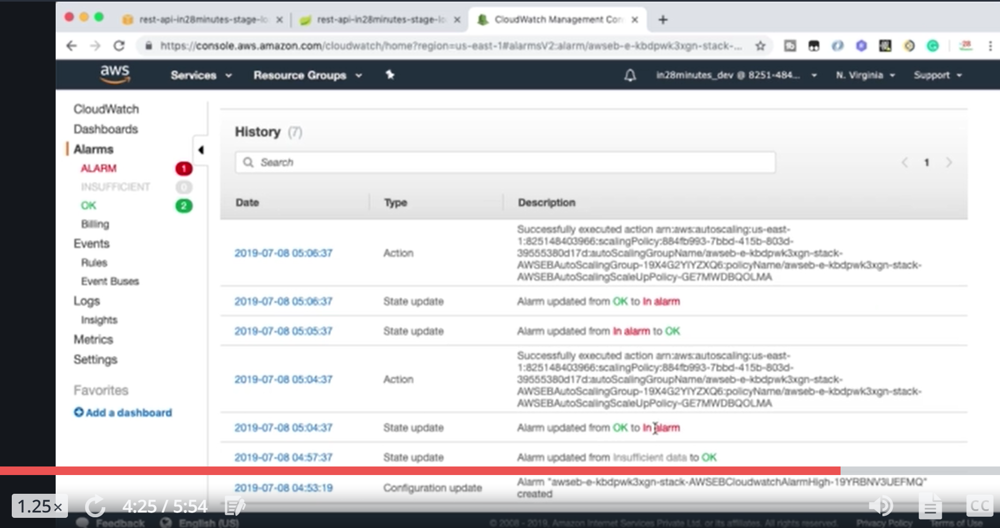 rest-api-in28minutes-stage-lo
rest-api-in28minutes-stage-lo
CloudWatch Management Con
https://console.aws.amazon.com/cloudwatch/home?region=us-east-1#alarmsV2:alarm/awseb-e-kbdpwk3xgn-stack-...
aws
Services
Resource Groups
in28minutes_dev @ 8251-484...
N. Virginia
Support
CloudWatch
Dashboards
Alarms
ALARM 1
INSUFFICIENT 0
OK 2
Billing
Events
Rules
Event Buses
Logs
Insights
Metrics
Settings
Favorites
Add a dashboard
History (7)
Search
1
Date Type Description
2019-07-08 05:06:37 Action Successfully executed action arn:aws:autoscaling:us-east-
1:825148403966:scalingPolicy:884fb993-7bbd-415b-803d-
39555380d17d:autoScalingGroupName/awseb-e-kbdpwk3xgn-stack-
AWSEBAutoScalingGroup-19X4G2YIYZXQ6:policyName/awseb-e-kbdpwk3xgn-stack-
AWSEBAutoScalingScaleUpPolicy-GE7MWDBQOLMA
2019-07-08 05:06:37 State update Alarm updated from OK to In alarm
2019-07-08 05:05:37 State update Alarm updated from In alarm to OK
2019-07-08 05:04:37 Action Successfully executed action arn:aws:autoscaling:us-east-
1:825148403966:scalingPolicy:884fb993-7bbd-415b-803d-
39555380d17d:autoScalingGroupName/awseb-e-kbdpwk3xgn-stack-
AWSEBAutoScalingGroup-19X4G2YIYZXQ6:policyName/awseb-e-kbdpwk3xgn-stack-
AWSEBAutoScalingScaleUpPolicy-GE7MWDBQOLMA
2019-07-08 05:04:37 State update Alarm updated from OK to In alarm
2019-07-08 04:57:37 State update Alarm updated from Insufficient data to OK
2019-07-08 04:53:19 Configuration update Alarm "awseb-e-kbdpwk3xgn-stack-AWSEBCloudwatchAlarmHigh-19YRBNV3UEFMQ"
created
1.25×
4:25 / 5:54
CC
Feedback
English (US)
© 2008 - 2019, Amazon Internet Services Private Ltd. or its affiliates. All rights reserved.
Privacy Policy
Terms of Use